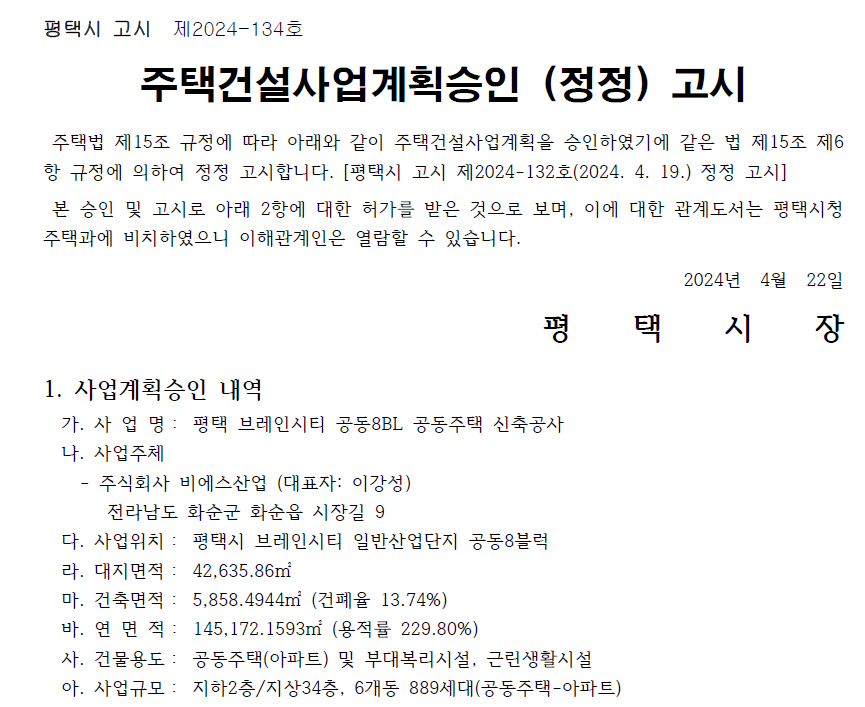 평택시 고시 제2024-134호
주택건설사업계획승인 (정정) 고시
주택법 제15조 규정에 따라 아래와 같이 주택건설사업계획을 승인하였기에 같은 법 제15조 제6
항 규정에 의하여 정정 고시합니다. [평택시 고시 제2024-132호(2024. 4. 19.) 정정 고시]
본 승인 및 고시로 아래 2항에 대한 허가를 받은 것으로 보며, 이에 대한 관계도서는 평택시청
주택과에 비치하였으니 이해관계인은 열람할 수 있습니다.
2024년 4월 22일
평 택 시 장
1. 사업계획승인 내역
가. 사 업 명 : 평택 브레인시티 공동8BL 공동주택 신축공사
나. 사업주체
- 주식회사 비에스산업 (대표자: 이강성)
전라남도 화순군 화순읍 시장길 9
다. 사업위치 : 평택시 브레인시티 일반산업단지 공동8블럭
라. 대지면적 : 42,635.86㎡
마. 건축면적 : 5,858.4944㎡ (건폐율 13.74%)
바. 연 면 적 : 145,172.1593㎡ (용적률 229.80%)
사. 건물용도 : 공동주택(아파트) 및 부대복리시설, 근린생활시설
아. 사업규모 : 지하2층/지상34층, 6개동 889세대(공동주택-아파트)